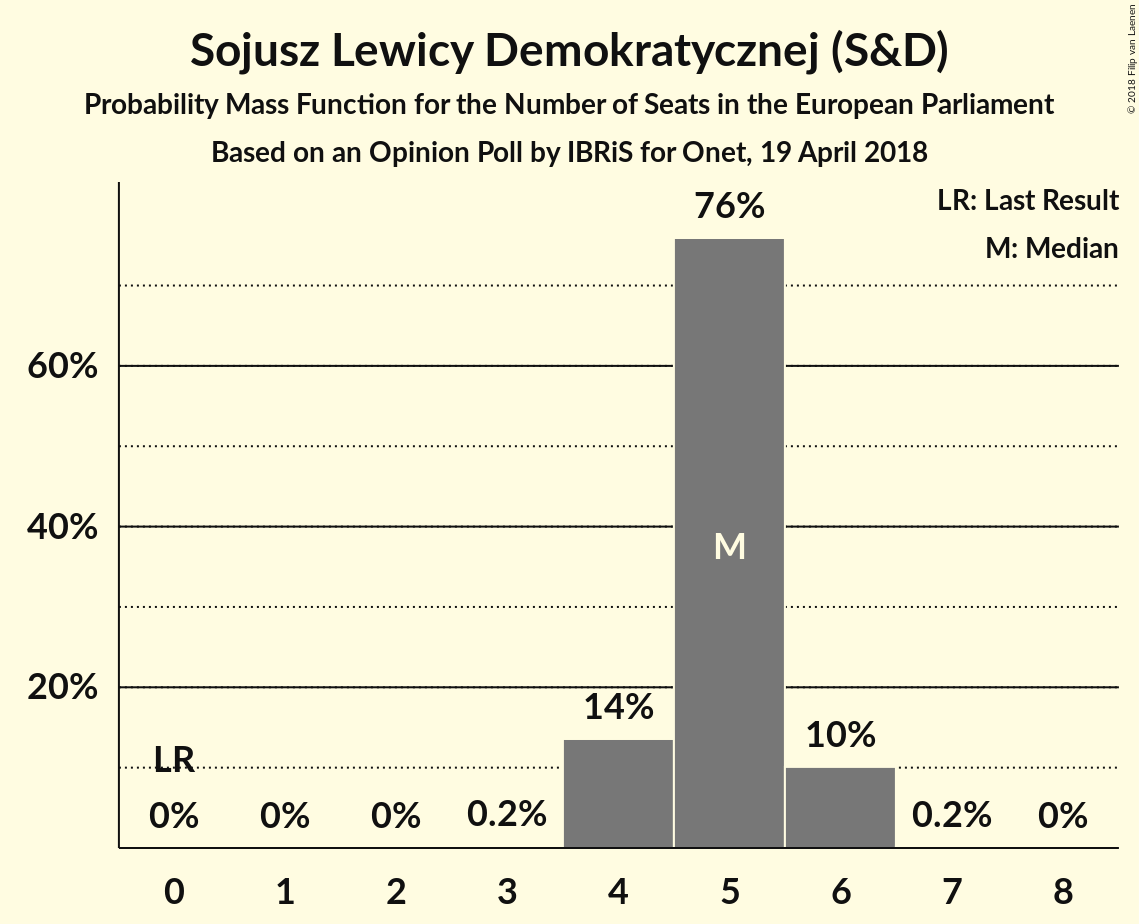 Sojusz Lewicy Demokratycznej (S&D)
Probability Mass Function for the Number of Seats in the European Parliament
Based on an Opinion Poll by IBRiS for Onet, 19 April 2018
© 2018 Filip van Laenen
LR: Last Result
M: Median
76%
60%
40%
M
20%
14%
10%
LR
0% 0% 0% 0.2% 0.2% 0%
0 1 2 3 4 5 6 7 8